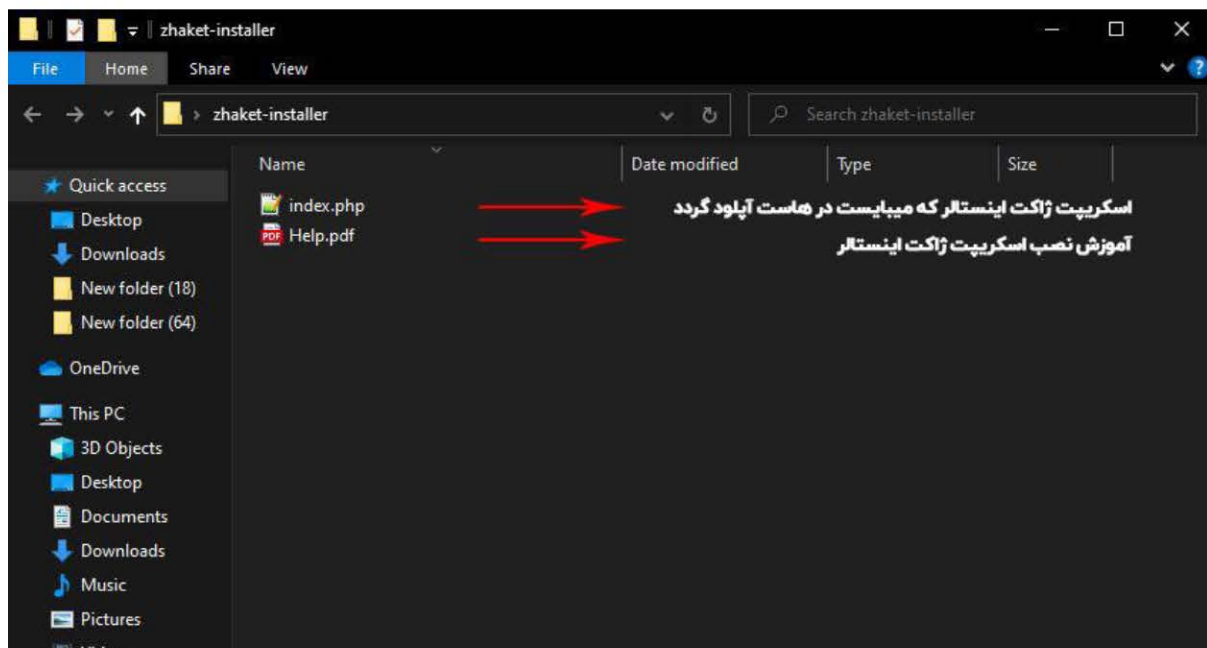 zhaket-installer
File Home Share View
zhaket-installer Search zhaket-installer
Name Date modified Type Size
Quick access
Desktop
Downloads
New folder (18)
New folder (64)
OneDrive
This PC
3D Objects
Desktop
Documents
Downloads
Music
Pictures
index.php اسکریپت ژاکت اینستالر که میبایست در هاست آپلود گردد
PDF Help.pdf آموزش نصب اسکریپت ژاکت اینستالر